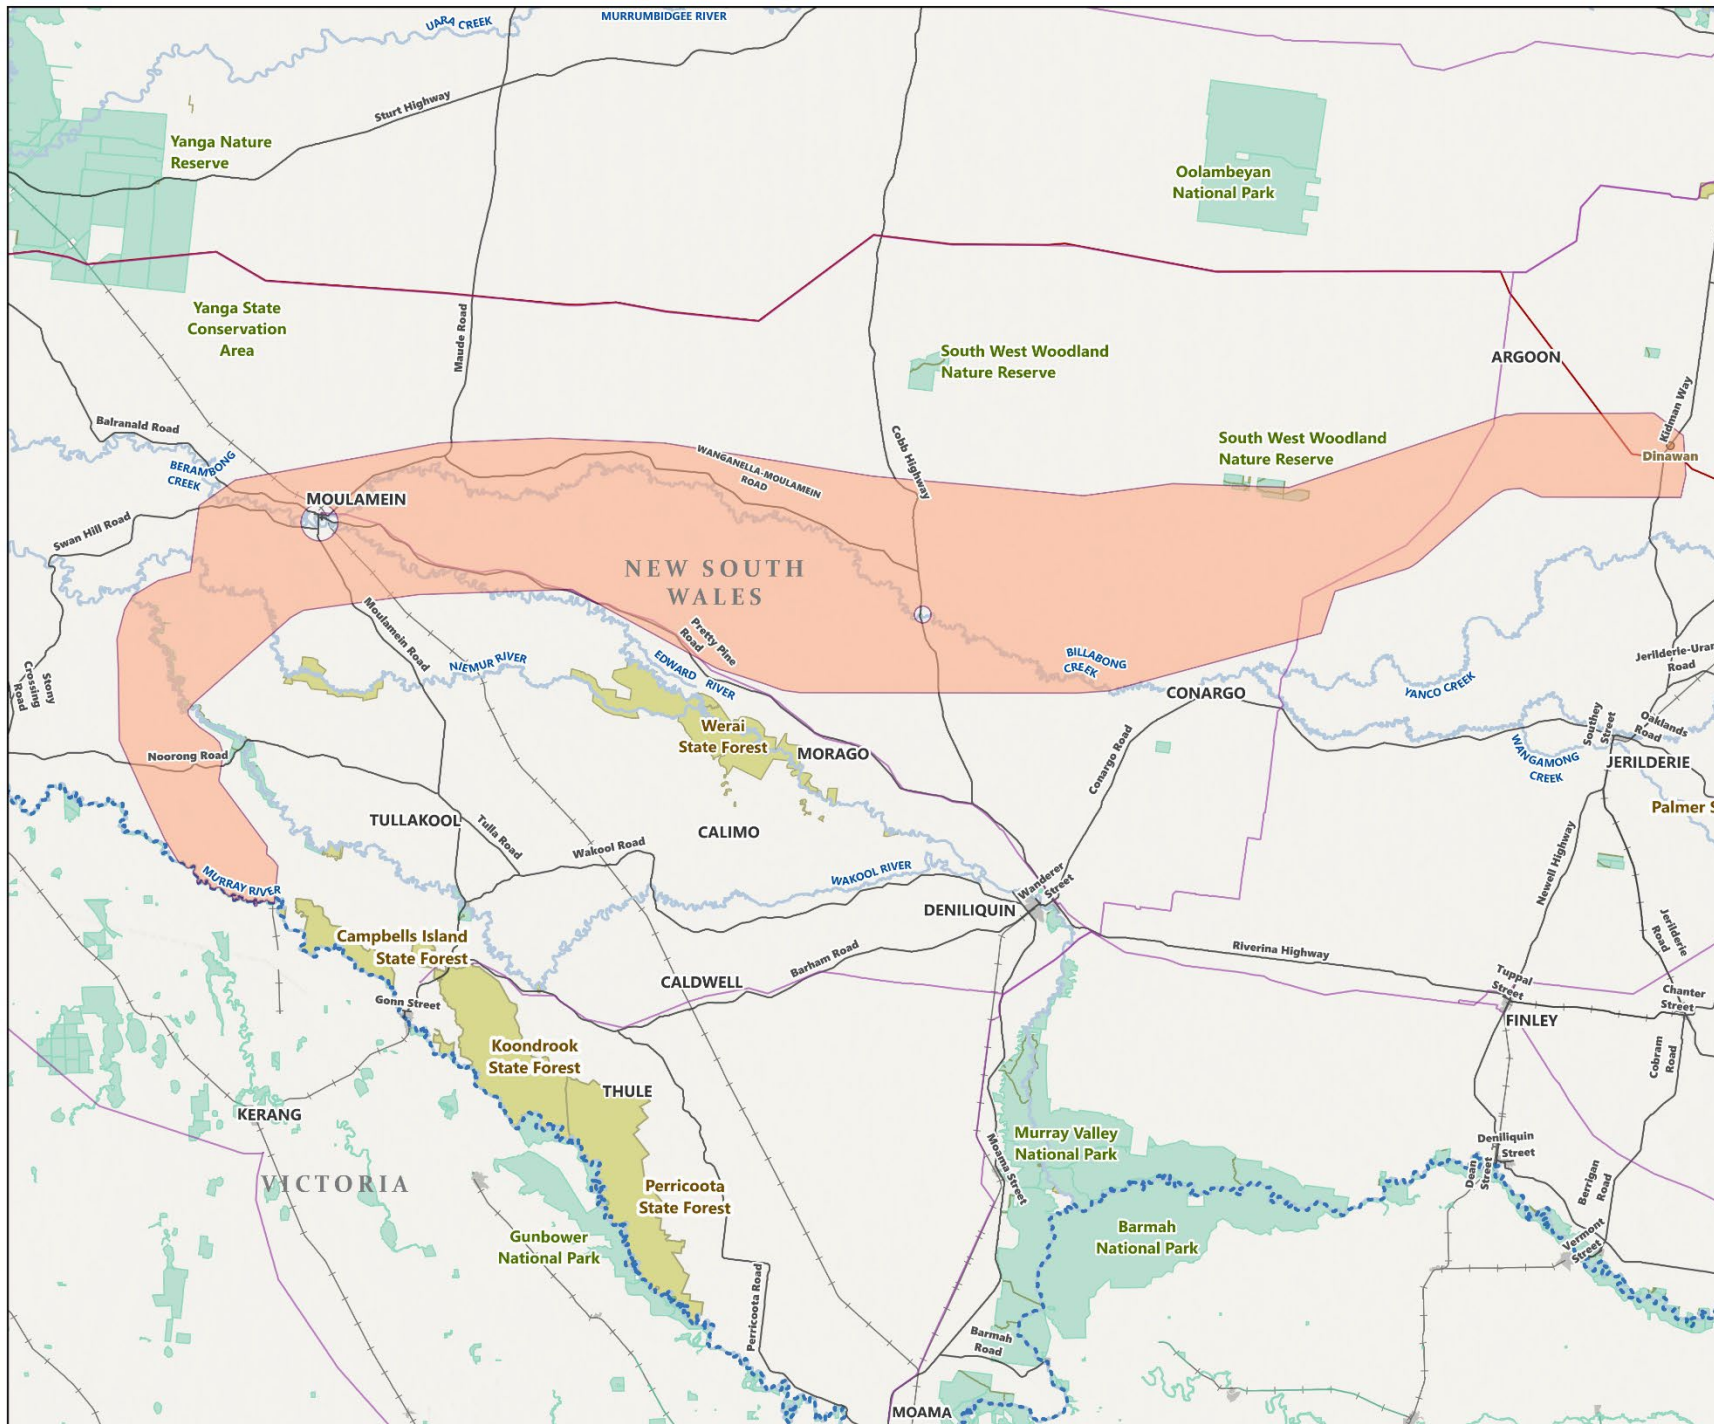 UARA CREEK
MURRUMBIDGEE RIVER
Sturt Highway
Yanga Nature
Reserve
Oolambeyan
National Park
Yanga State
Conservation
Area
Maude Road
South West Woodland
Nature Reserve
ARGOON
Balranald Road
BERAMBONG
CREEK
Cobb Highway
WANGANELLA-MOULAMEIN
ROAD
South West Woodland
Nature Reserve
Kidman Way
Dinawan
MOULAMEIN
Swan Hill Road
NEW SOUTH
WALES
Moulamein Road
Pretty Pine
Road
NIEMUR RIVER
EDWARD RIVER
BILLABONG
CREEK
CONARGO
YANCO CREEK
Jerilderie-Uran
Road
Stony
Crossing
Road
Noorong Road
Werai
State Forest
MORAGO
Conargo Road
Southey
Street
Oaklands
Road
WANGAMONG
CREEK
JERILDERIE
Palmer S
TULLAKOOL
Tulla Road
CALIMO
Wakool Road
WAKOOL RIVER
MURRAY RIVER
Wanderer
Street
DENILIQUIN
Newell Highway
Jerilderie
Road
Campbells Island
State Forest
Barham Road
Riverina Highway
CALDWELL
Gonn Street
Tuppal
Street
Chanter
Street
FINLEY
Koondrook
State Forest
Cobram
Road
THULE
KERANG
Murray Valley
National Park
Moama Street
Deniliquin
Street
Dean
Street
VICTORIA
Perricoota
State Forest
Berrigan
Road
Gunbower
National Park
Barmah
National Park
Vermont
Street
Perricoota Road
Barmah
Road
MOAMA